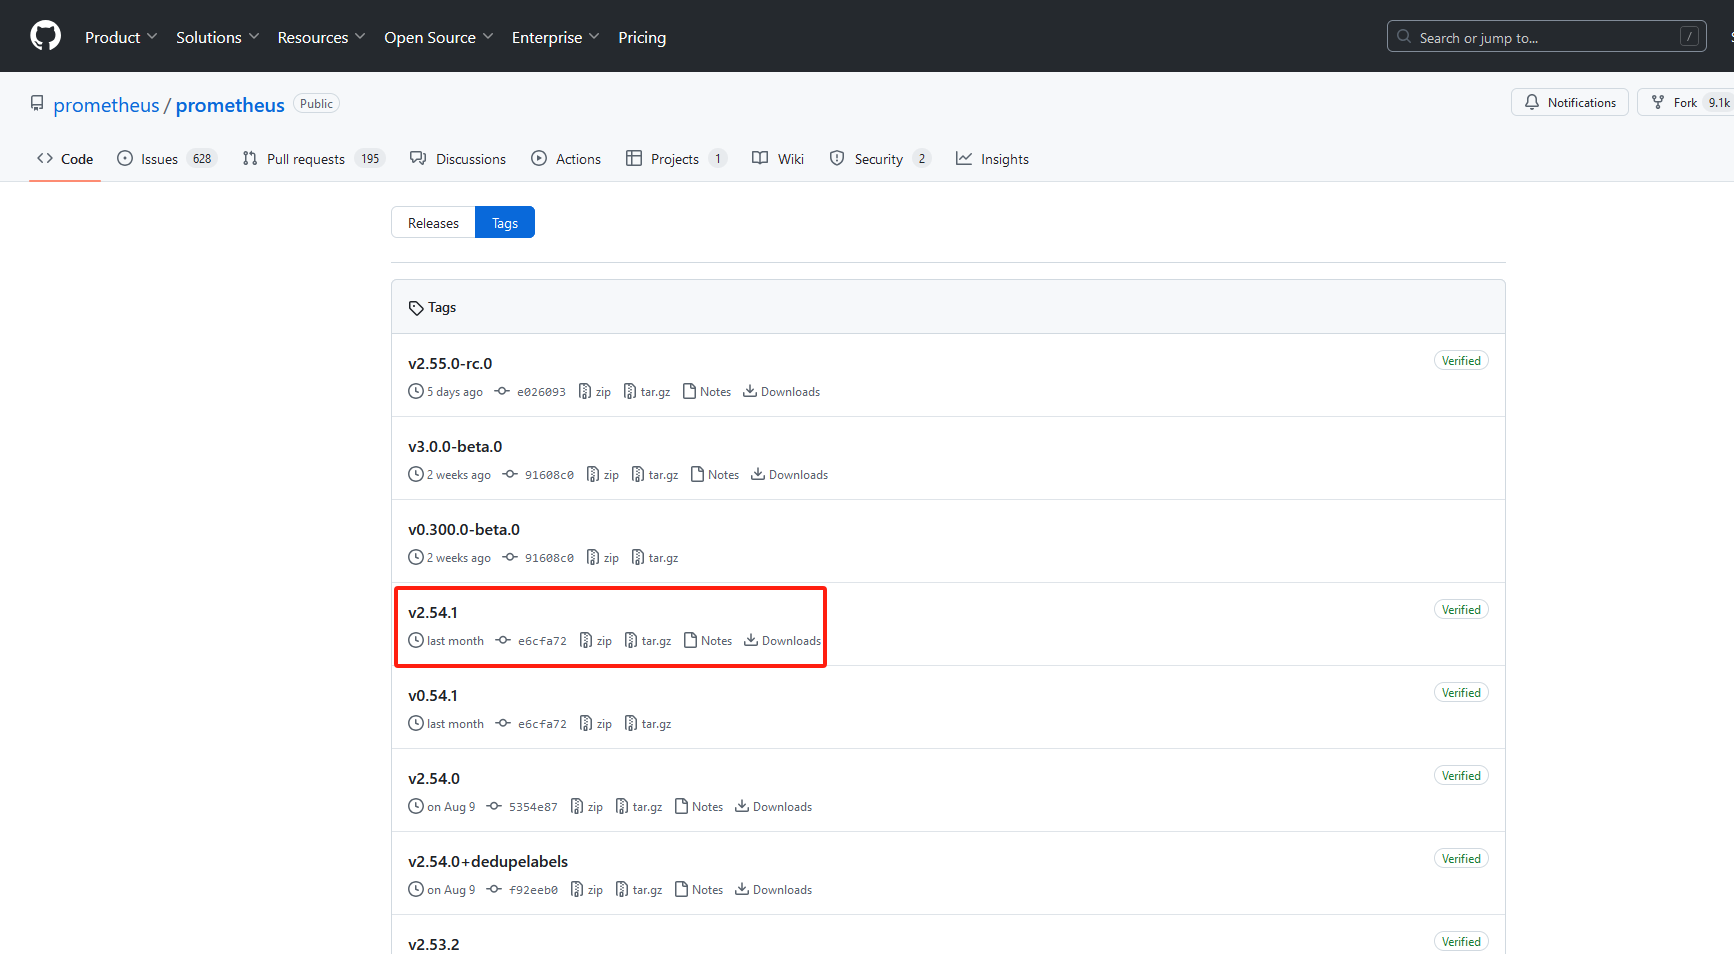 Product Solutions Resources Open Source Enterprise Pricing Search or jump to... /
prometheus / prometheus Public Notifications Fork 9.1k
Code Issues 628 Pull requests 195 Discussions Actions Projects 1 Wiki Security 2 Insights
Releases Tags
Tags
v2.55.0-rc.0 Verified
5 days ago e026093 zip tar.gz Notes Downloads
v3.0.0-beta.0
2 weeks ago 91608c0 zip tar.gz Notes Downloads
v0.300.0-beta.0
2 weeks ago 91608c0 zip tar.gz
v2.54.1 Verified
last month e6cfa72 zip tar.gz Notes Downloads
v0.54.1 Verified
last month e6cfa72 zip tar.gz
v2.54.0 Verified
on Aug 9 5354e87 zip tar.gz Notes Downloads
v2.54.0+dedupelabels Verified
on Aug 9 f92eeb0 zip tar.gz Notes Downloads
v2.53.2 Verified